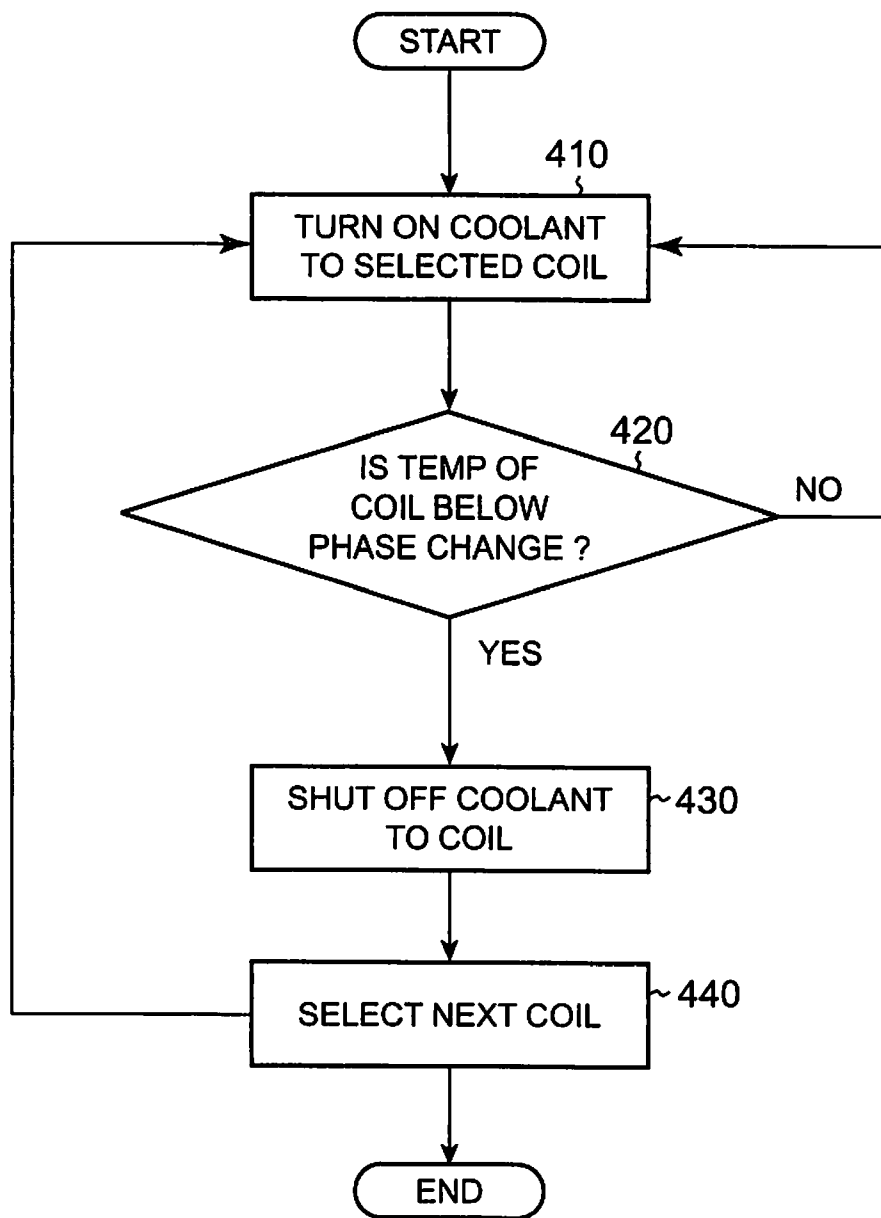 START
410
TURN ON COOLANT
TO SELECTED COIL
420
IS TEMP OF
COIL BELOW
PHASE CHANGE ?
NO
YES
SHUT OFF COOLANT
TO COIL
430
SELECT NEXT COIL
440
END